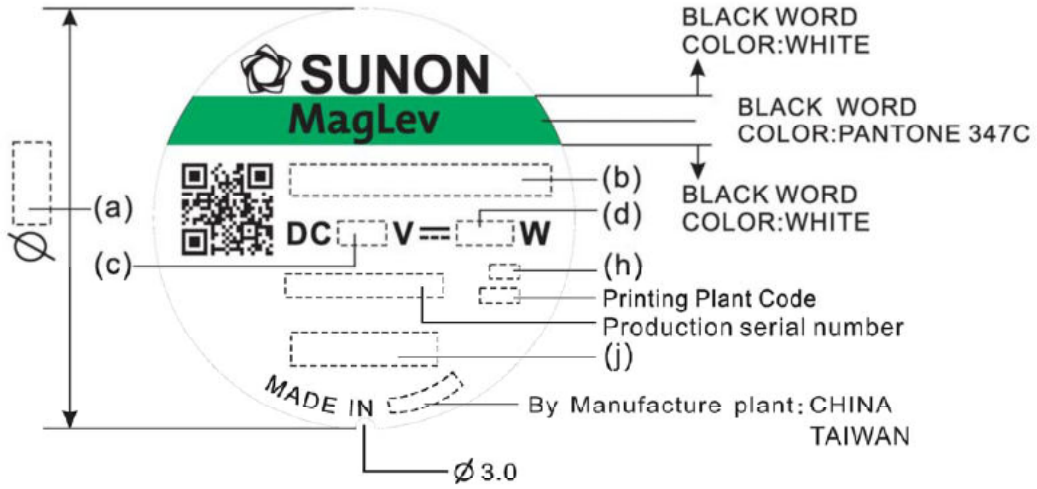 BLACK WORD
COLOR:WHITE
SUNON
MagLev
BLACK WORD
COLOR:PANTONE 347C
(a)
(b)
BLACK WORD
COLOR:WHITE
(d)
DC V⎓ W
Ø
(c)
(h)
Printing Plant Code
Production serial number
(j)
MADE IN
By Manufacture plant: CHINA
TAIWAN
Ø 3.0